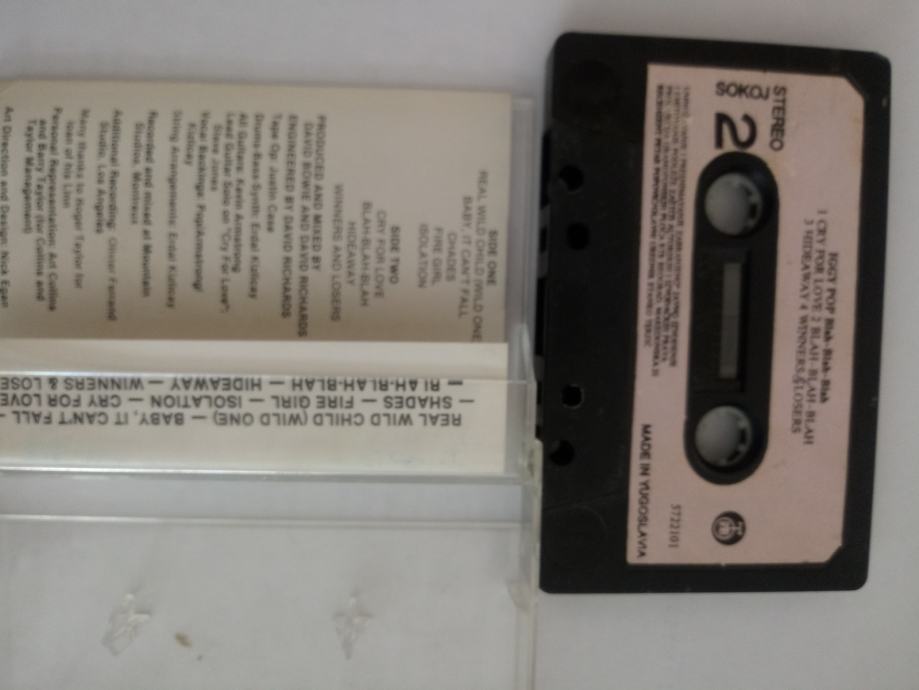 SIDE ONE
REAL WILD CHILD (WILD ONE)
BABY, IT CAN'T FALL
SHADES
FIRE GIRL
ISOLATION
SIDE TWO
CRY FOR LOVE
BLAH-BLAH-BLAH
HIDEAWAY
WINNERS AND LOSERS
PRODUCED AND MIXED BY
DAVID BOWIE AND DAVID RICHARDS
ENGINEERED BY DAVID RICHARDS
Tape Op: Justin Case
Drums-Bass Synth: Erdal Kizilcay
All Guitars: Kevin Armstrong
Lead Guitar Solo on "Cry For Love":
Steve Jones
Vocal Backings: Pop/Armstrong/
Kizilcay
String Arrangements: Erdal Kizilcay
Recorded and mixed at Mountain
Studios, Montreux
Additional Recording: Olivier Ferrand
Studio, Los Angeles
Many thanks to Roger Taylor for
loan of his Linn
Personal Representation: Art Collins
and Barry Taylor (for Collins and
Taylor Management)
Art Direction and Design: Nick Egan
REAL WILD CHILD (WILD ONE) — BABY, IT CAN'T FALL —
— SHADES — FIRE GIRL — ISOLATION — CRY FOR LOVE
— BLAH-BLAH-BLAH — HIDEAWAY — WINNERS & LOSE
IGGY POP Blah-Blah-Blah
1 CRY FOR LOVE 2 BLAH-BLAH-BLAH
3 HIDEAWAY 4 WINNERS & LOSERS
STEREO
SOKOJ
2
5722101
MADE IN YUGOSLAVIA